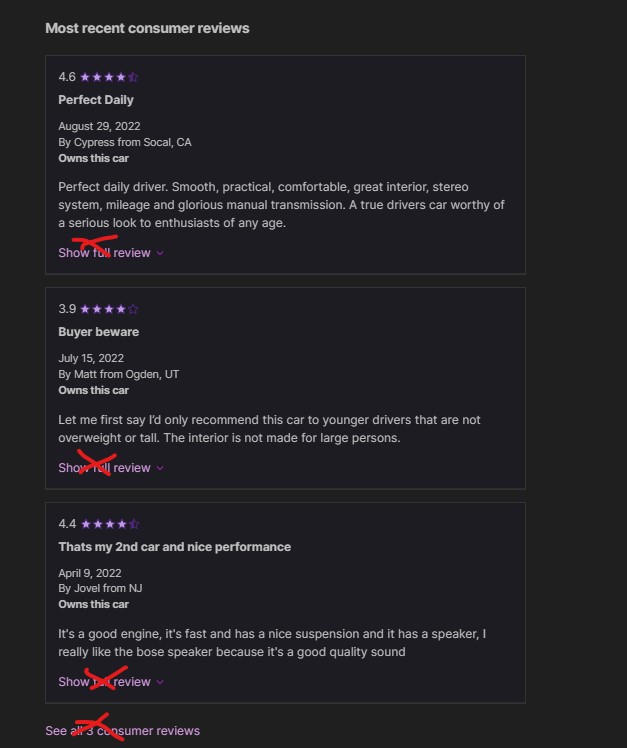 Most recent consumer reviews
4.6
Perfect Daily
August 29, 2022
By Cypress from Socal, CA
Owns this car
Perfect daily driver. Smooth, practical, comfortable, great interior, stereo
system, mileage and glorious manual transmission. A true drivers car worthy of
a serious look to enthusiasts of any age.
Show full review
3.9
Buyer beware
July 15, 2022
By Matt from Ogden, UT
Owns this car
Let me first say I'd only recommend this car to younger drivers that are not
overweight or tall. The interior is not made for large persons.
Show full review
4.4
Thats my 2nd car and nice performance
April 9, 2022
By Jovel from NJ
Owns this car
It's a good engine, it's fast and has a nice suspension and it has a speaker, I
really like the bose speaker because it's a good quality sound
Show full review
See all 3 consumer reviews